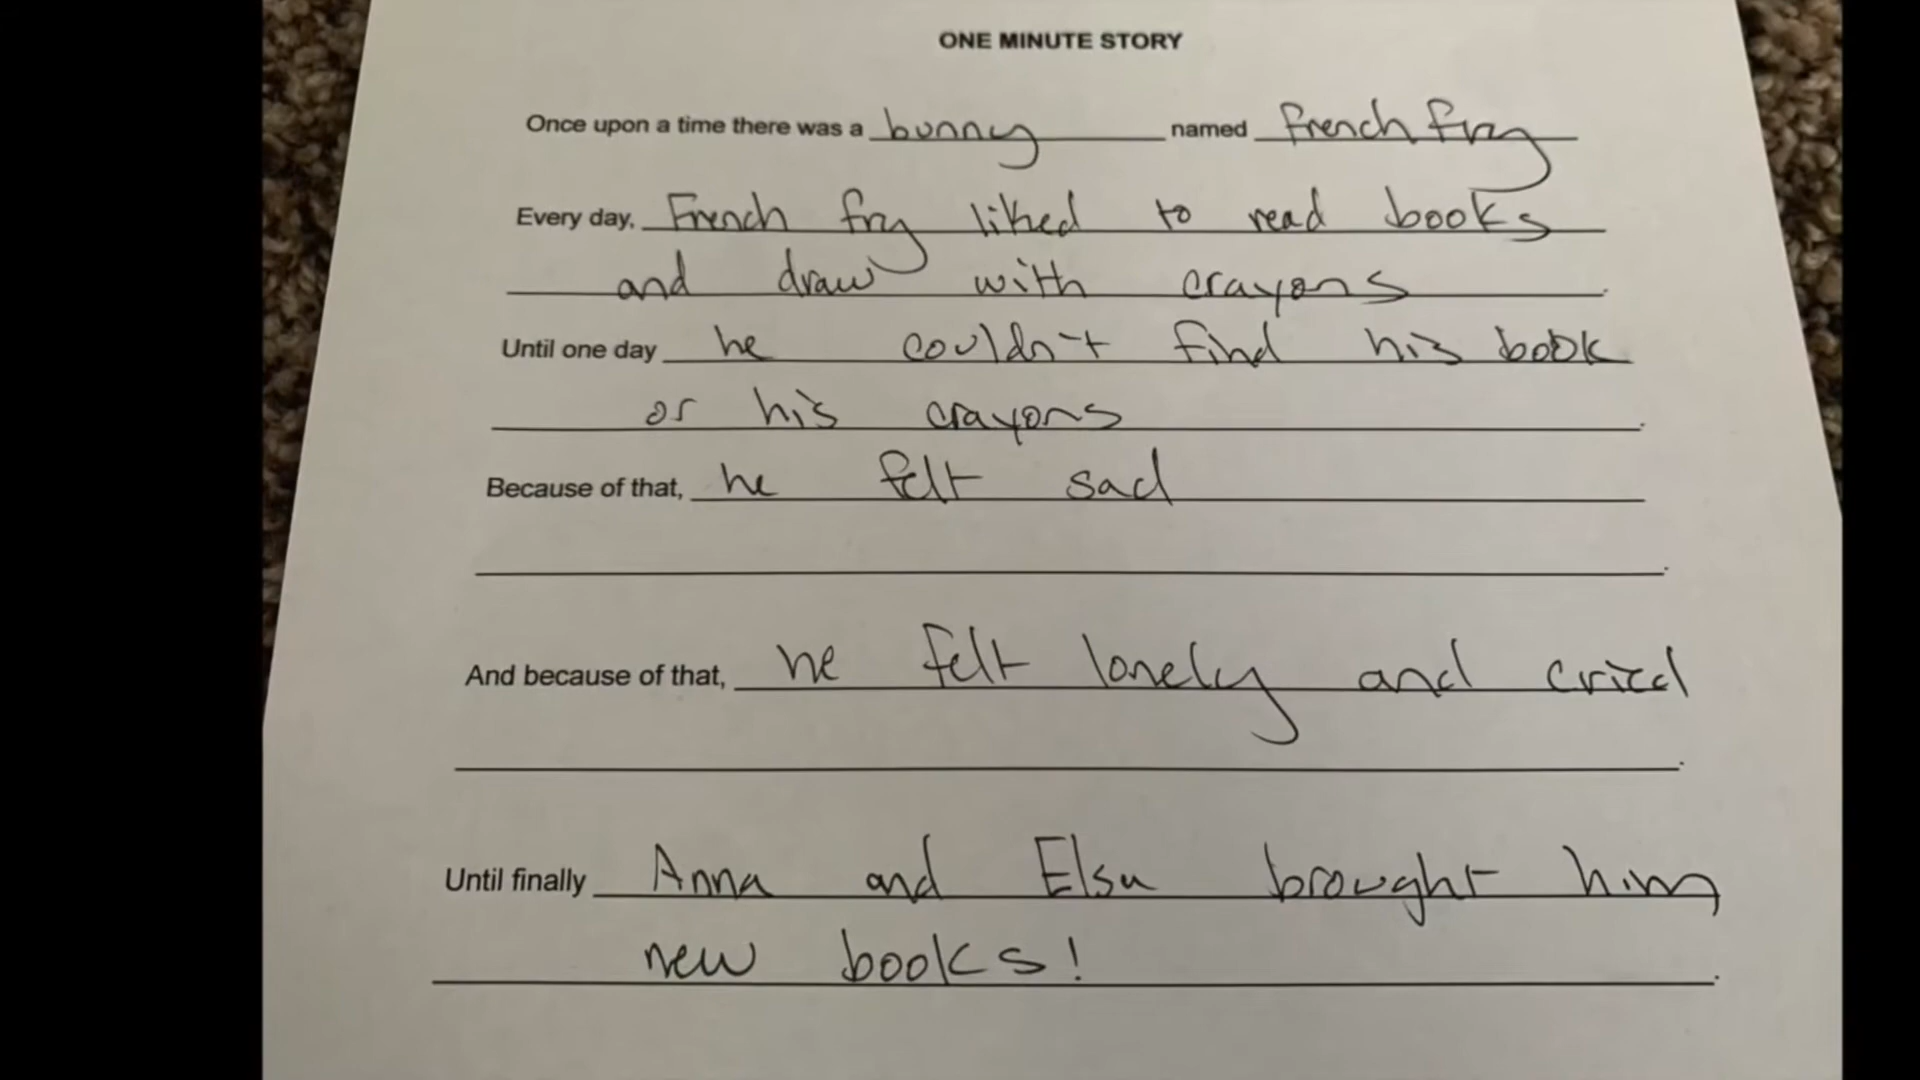 ONE MINUTE STORY
Once upon a time there was a bunny named French fry
Every day, French fry liked to read books
and draw with crayons.
Until one day he couldn't find his book
or his crayons.
Because of that, he felt sad
.
And because of that, he felt lonely and cried
.
Until finally Anna and Elsa brought him
new books! .